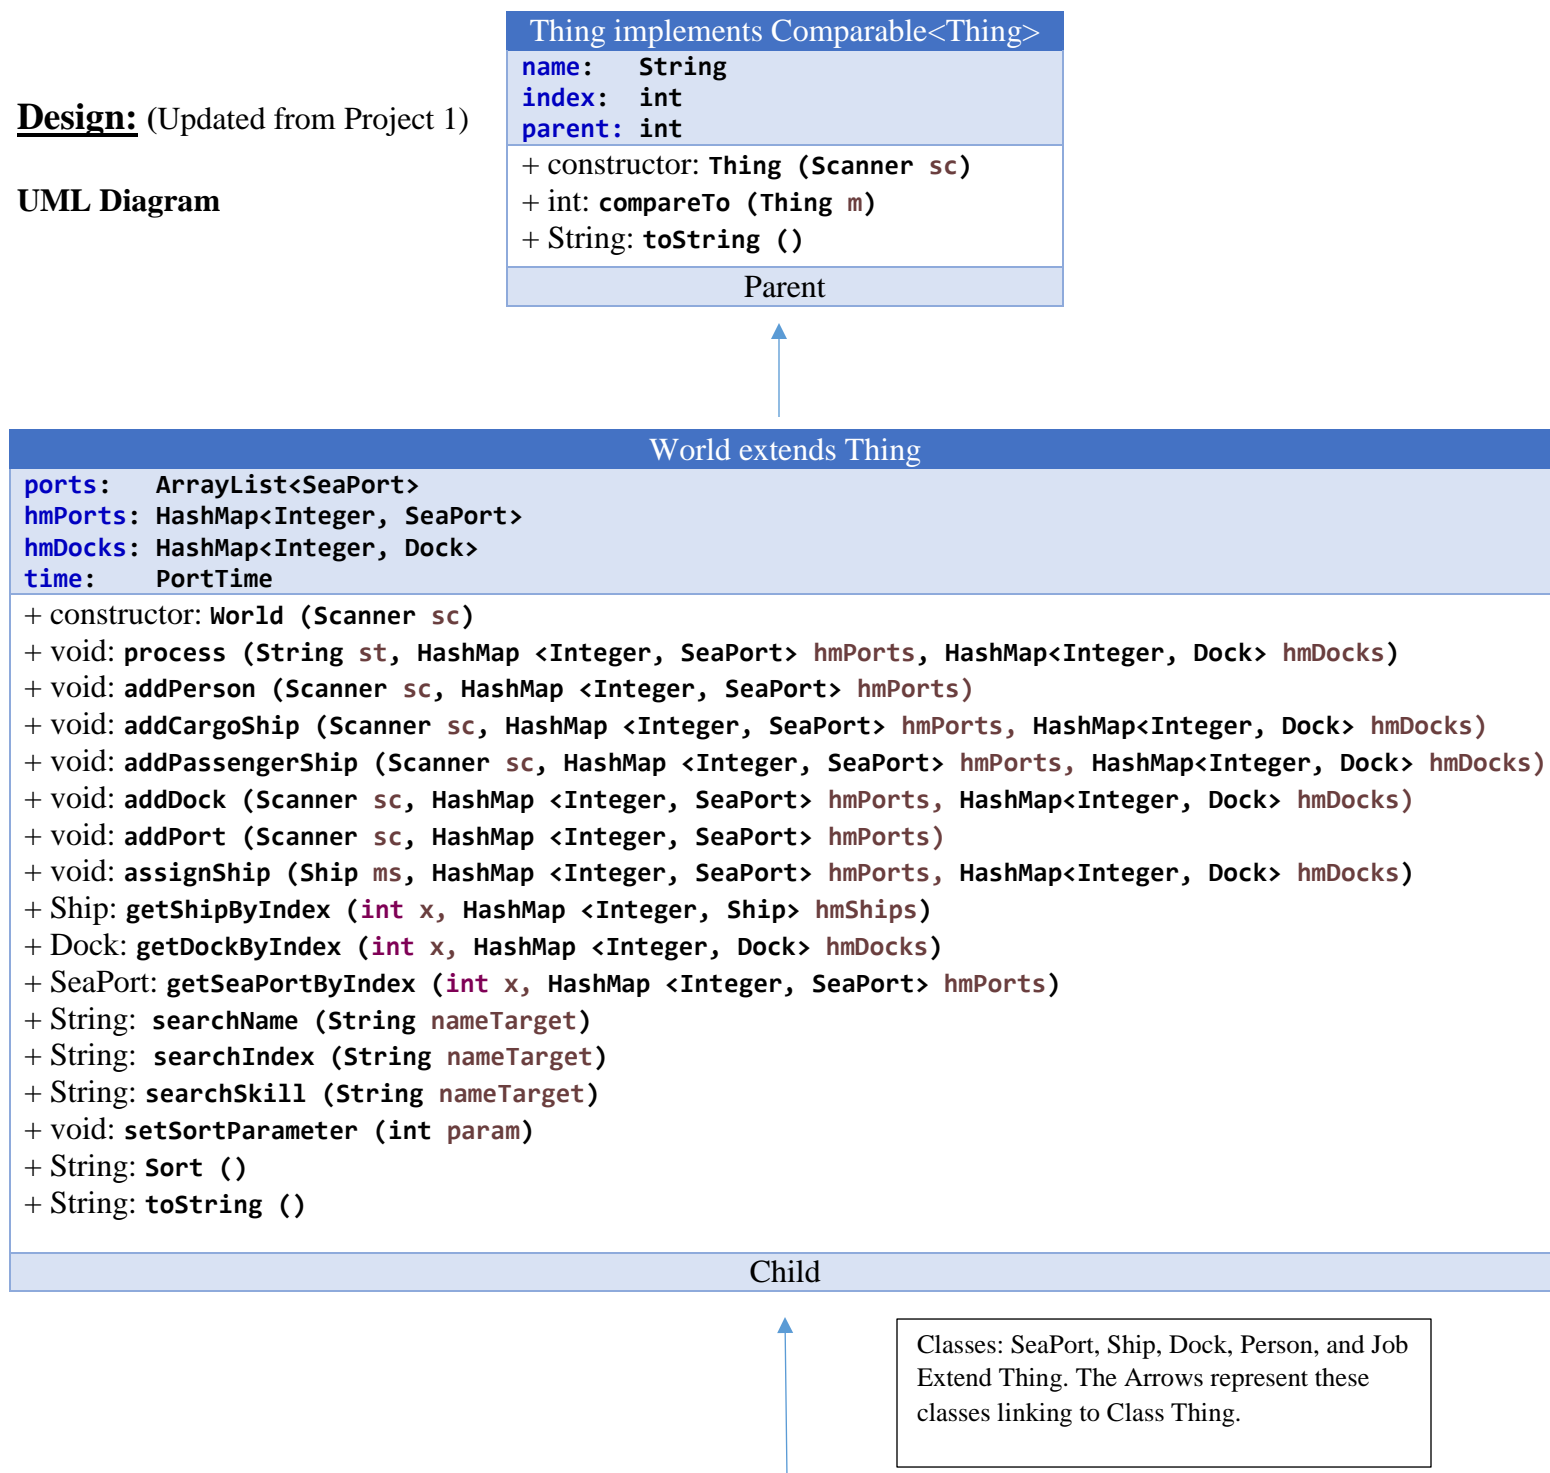 Thing implements Comparable<Thing>
name: String
index: int
parent: int
Design: (Updated from Project 1)
+ constructor: Thing (Scanner sc)
UML Diagram
+ int: compareTo (Thing m)
+ String: toString ()
Parent
World extends Thing
ports: ArrayList<SeaPort>
hmPorts: HashMap<Integer, SeaPort>
hmDocks: HashMap<Integer, Dock>
time: PortTime
+ constructor: World (Scanner sc)
+ void: process (String st, HashMap <Integer, SeaPort> hmPorts, HashMap<Integer, Dock> hmDocks)
+ void: addPerson (Scanner sc, HashMap <Integer, SeaPort> hmPorts)
+ void: addCargoShip (Scanner sc, HashMap <Integer, SeaPort> hmPorts, HashMap<Integer, Dock> hmDocks)
+ void: addPassengerShip (Scanner sc, HashMap <Integer, SeaPort> hmPorts, HashMap<Integer, Dock> hmDocks)
+ void: addDock (Scanner sc, HashMap <Integer, SeaPort> hmPorts, HashMap<Integer, Dock> hmDocks)
+ void: addPort (Scanner sc, HashMap <Integer, SeaPort> hmPorts)
+ void: assignShip (Ship ms, HashMap <Integer, SeaPort> hmPorts, HashMap<Integer, Dock> hmDocks)
+ Ship: getShipByIndex (int x, HashMap <Integer, Ship> hmShips)
+ Dock: getDockByIndex (int x, HashMap <Integer, Dock> hmDocks)
+ SeaPort: getSeaPortByIndex (int x, HashMap <Integer, SeaPort> hmPorts)
+ String: searchName (String nameTarget)
+ String: searchIndex (String nameTarget)
+ String: searchSkill (String nameTarget)
+ void: setSortParameter (int param)
+ String: Sort ()
+ String: toString ()
Child
Classes: SeaPort, Ship, Dock, Person, and Job
Extend Thing. The Arrows represent these
classes linking to Class Thing.